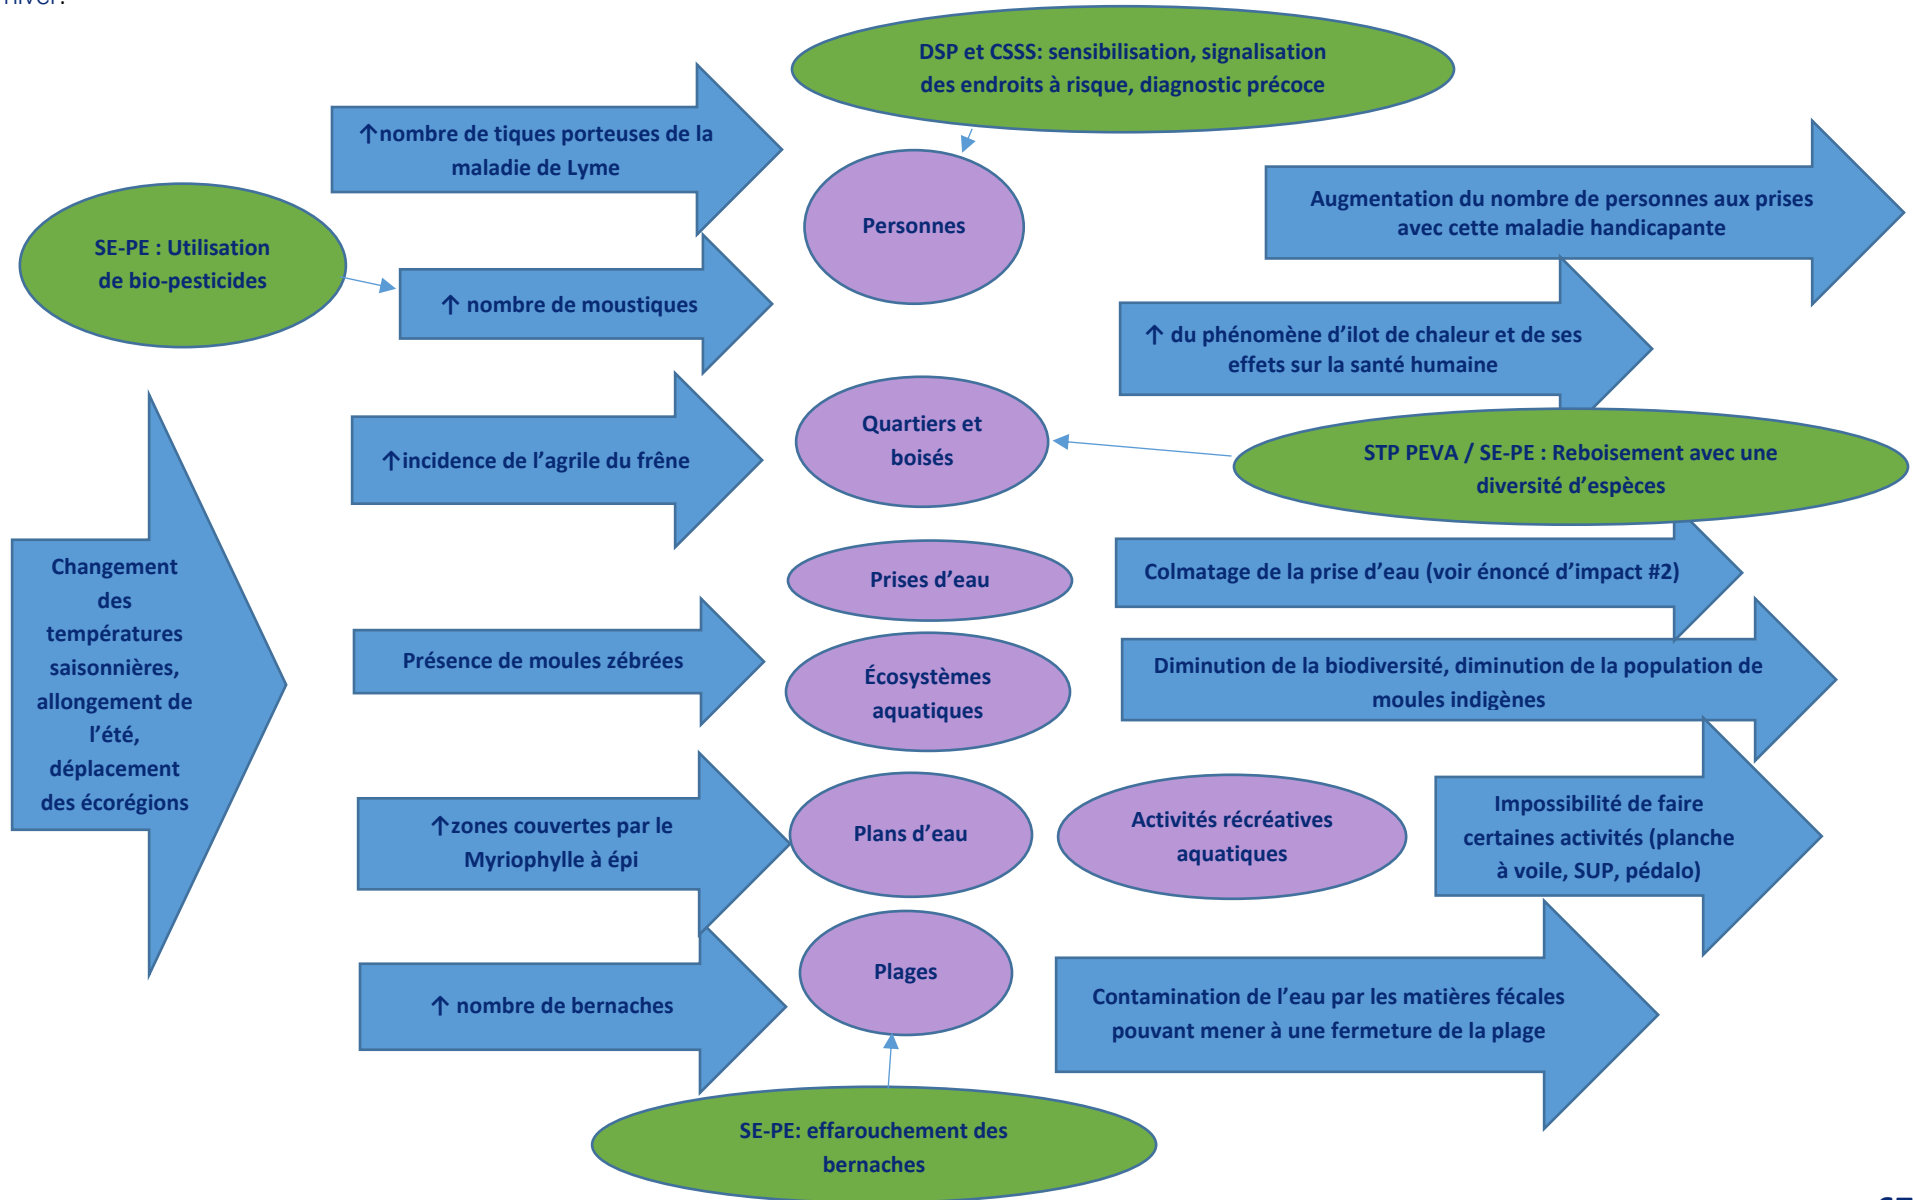 DSP et CSSS: sensibilisation, signalisation
des endroits à risque, diagnostic précoce
↑nombre de tiques porteuses de la
maladie de Lyme
Personnes
Augmentation du nombre de personnes aux prises
avec cette maladie handicapante
SE-PE : Utilisation
de bio-pesticides
↑ nombre de moustiques
↑ du phénomène d’ilot de chaleur et de ses
effets sur la santé humaine
Quartiers et
boisés
↑incidence de l’agrile du frêne
STP PEVA / SE-PE : Reboisement avec une
diversité d’espèces
Changement
des
températures
saisonnières,
allongement de
l’été,
déplacement
des écorégions
Prises d’eau
Colmatage de la prise d’eau (voir énoncé d’impact #2)
Présence de moules zébrées
Écosystèmes
aquatiques
Diminution de la biodiversité, diminution de la population de
moules indigènes
↑zones couvertes par le
Myriophylle à épi
Plans d’eau
Activités récréatives
aquatiques
Impossibilité de faire
certaines activités (planche
à voile, SUP, pédalo)
↑ nombre de bernaches
Plages
Contamination de l’eau par les matières fécales
pouvant mener à une fermeture de la plage
SE-PE: effarouchement des
bernaches